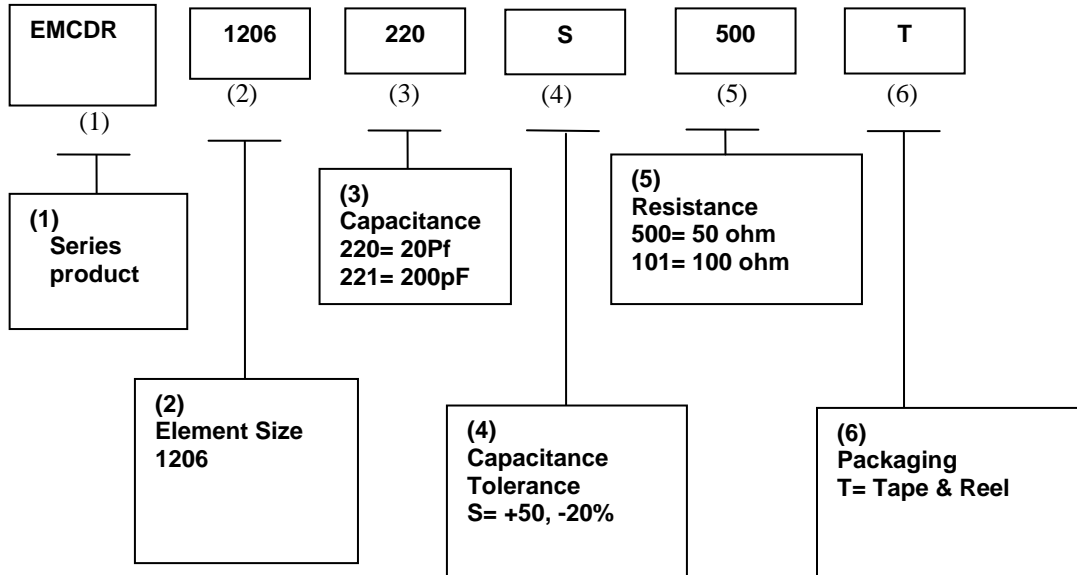 EMCDR 1206 220 S 500 T
(1) (2) (3) (4) (5) (6)
(1)
Series
product
(2)
Element Size
1206
(3)
Capacitance
220= 20Pf
221= 200pF
(4)
Capacitance
Tolerance
S= +50, -20%
(5)
Resistance
500= 50 ohm
101= 100 ohm
(6)
Packaging
T= Tape & Reel